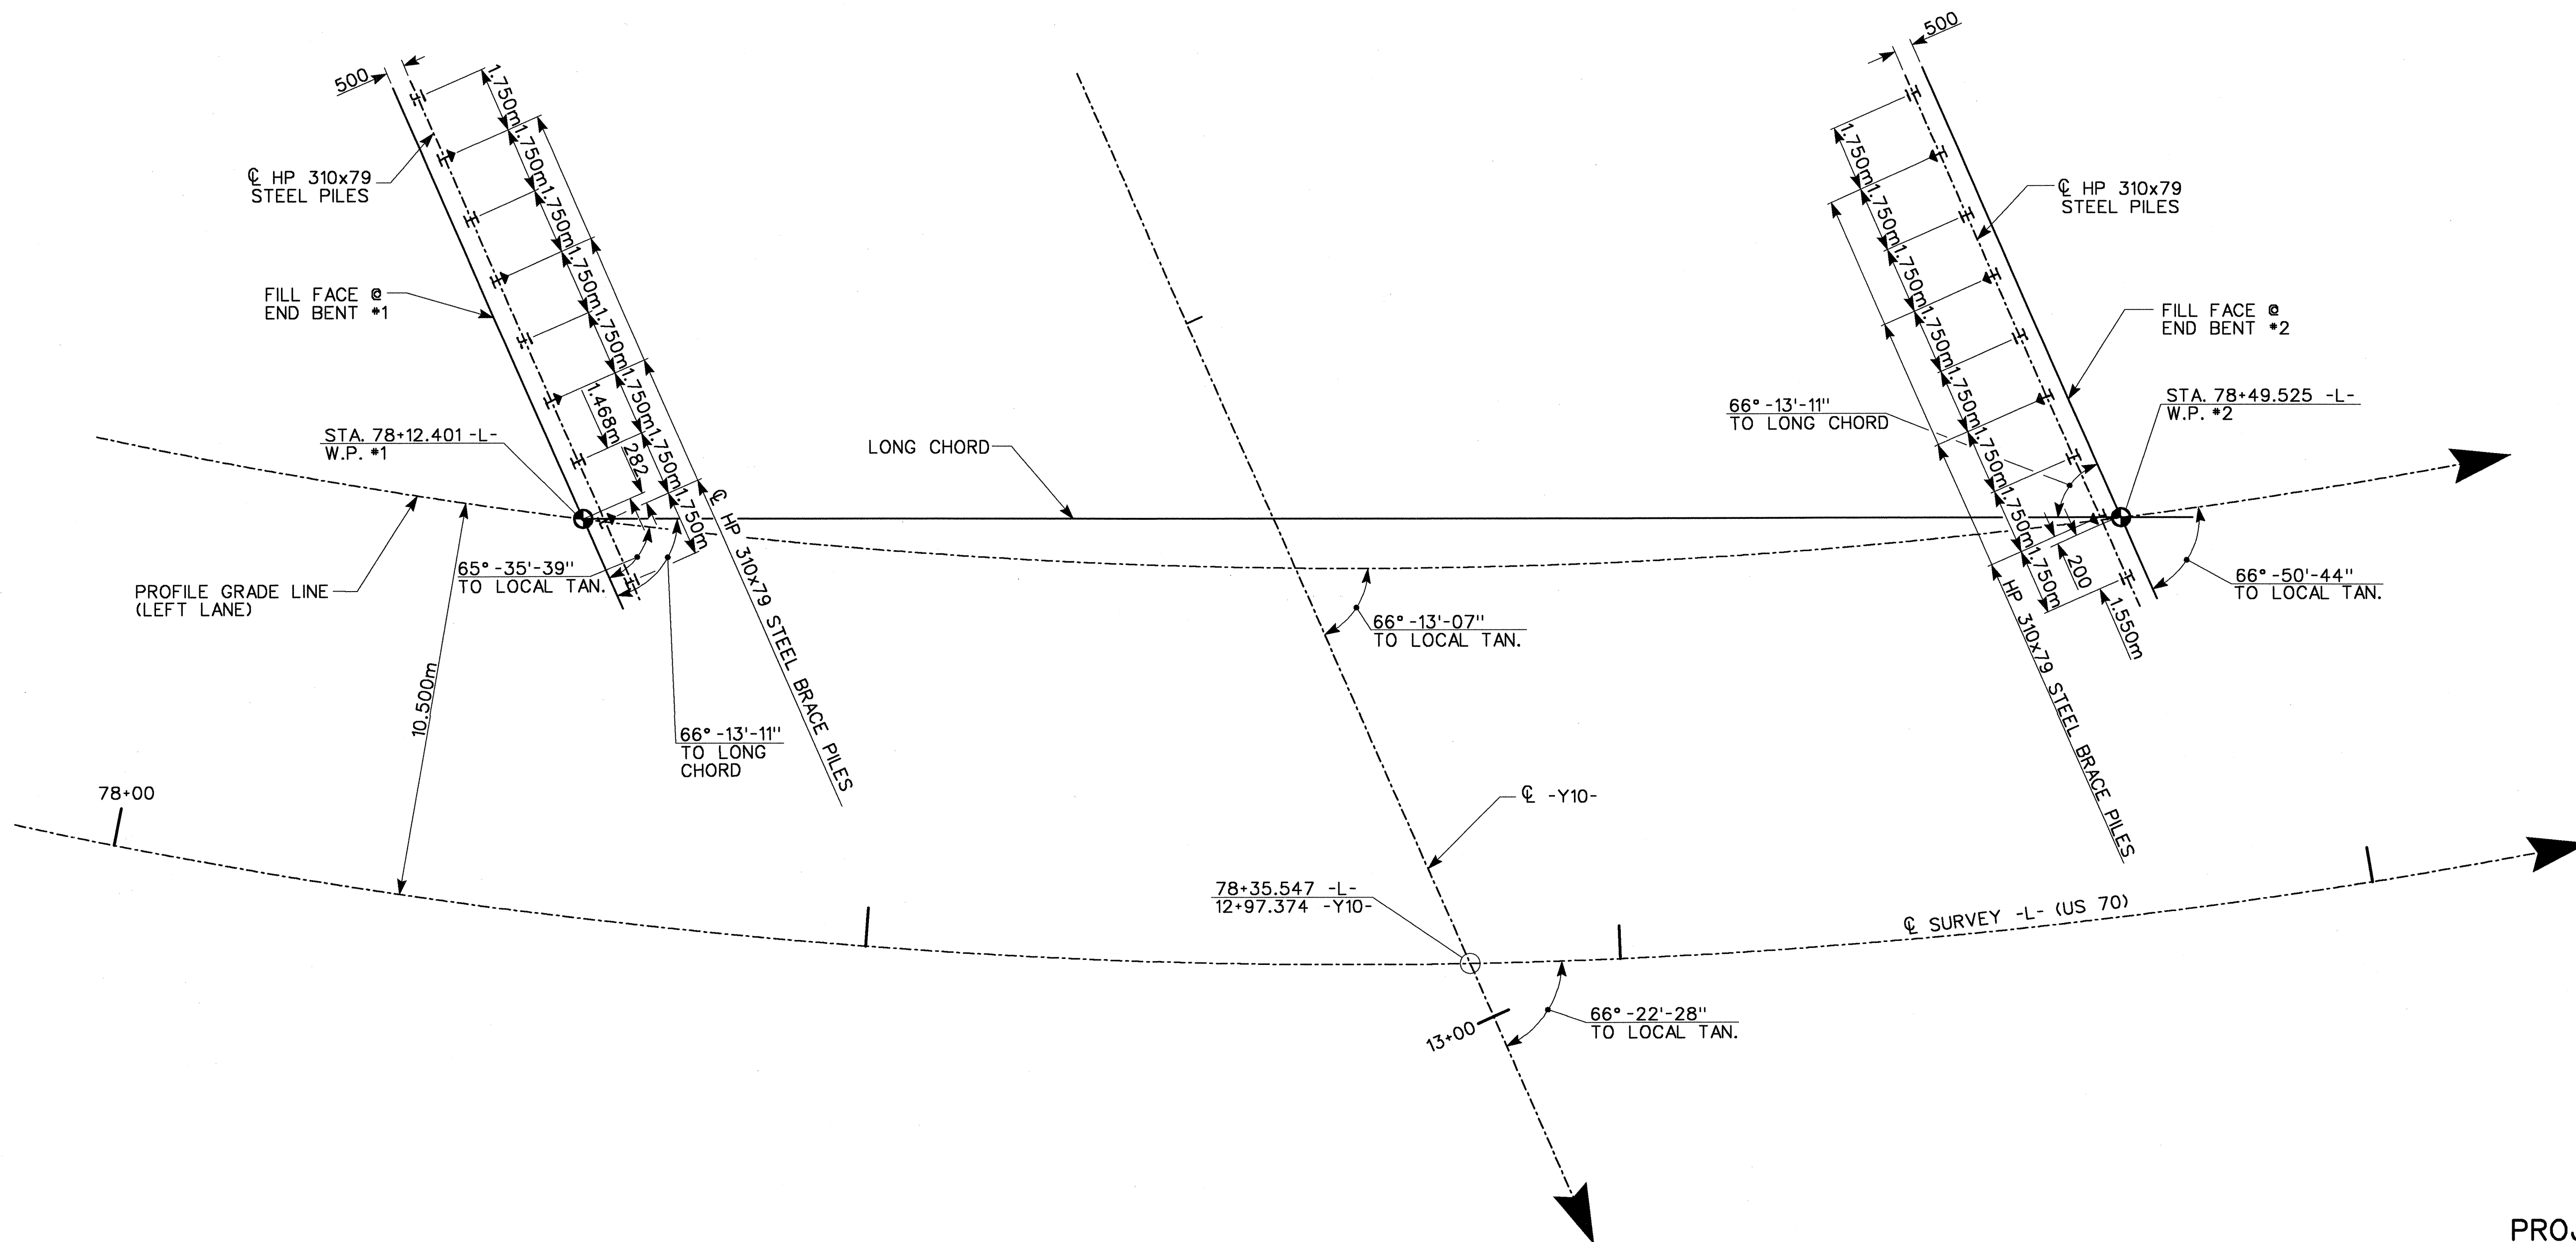 500
1.750m
1.750m
1.750m
1.750m
1.750m
1.750m
1.750m
1.750m
1.468m
282
℄ HP 310x79
STEEL PILES
FILL FACE @
END BENT #1
STA. 78+12.401 -L-
W.P. #1
PROFILE GRADE LINE
(LEFT LANE)
65°-35'-39"
TO LOCAL TAN.
66°-13'-11"
TO LONG
CHORD
℄ HP 310x79 STEEL BRACE PILES
10.500m
78+00
LONG CHORD
66°-13'-07"
TO LOCAL TAN.
℄ -Y10-
78+35.547 -L-
12+97.374 -Y10-
13+00
66°-22'-28"
TO LOCAL TAN.
℄ SURVEY -L- (US 70)
500
1.750m
1.750m
1.750m
1.750m
1.750m
1.750m
1.750m
1.750m
200
1.550m
℄ HP 310x79
STEEL PILES
FILL FACE @
END BENT #2
STA. 78+49.525 -L-
W.P. #2
66°-13'-11"
TO LONG CHORD
66°-50'-44"
TO LOCAL TAN.
HP 310x79 STEEL BRACE PILES
PROJ